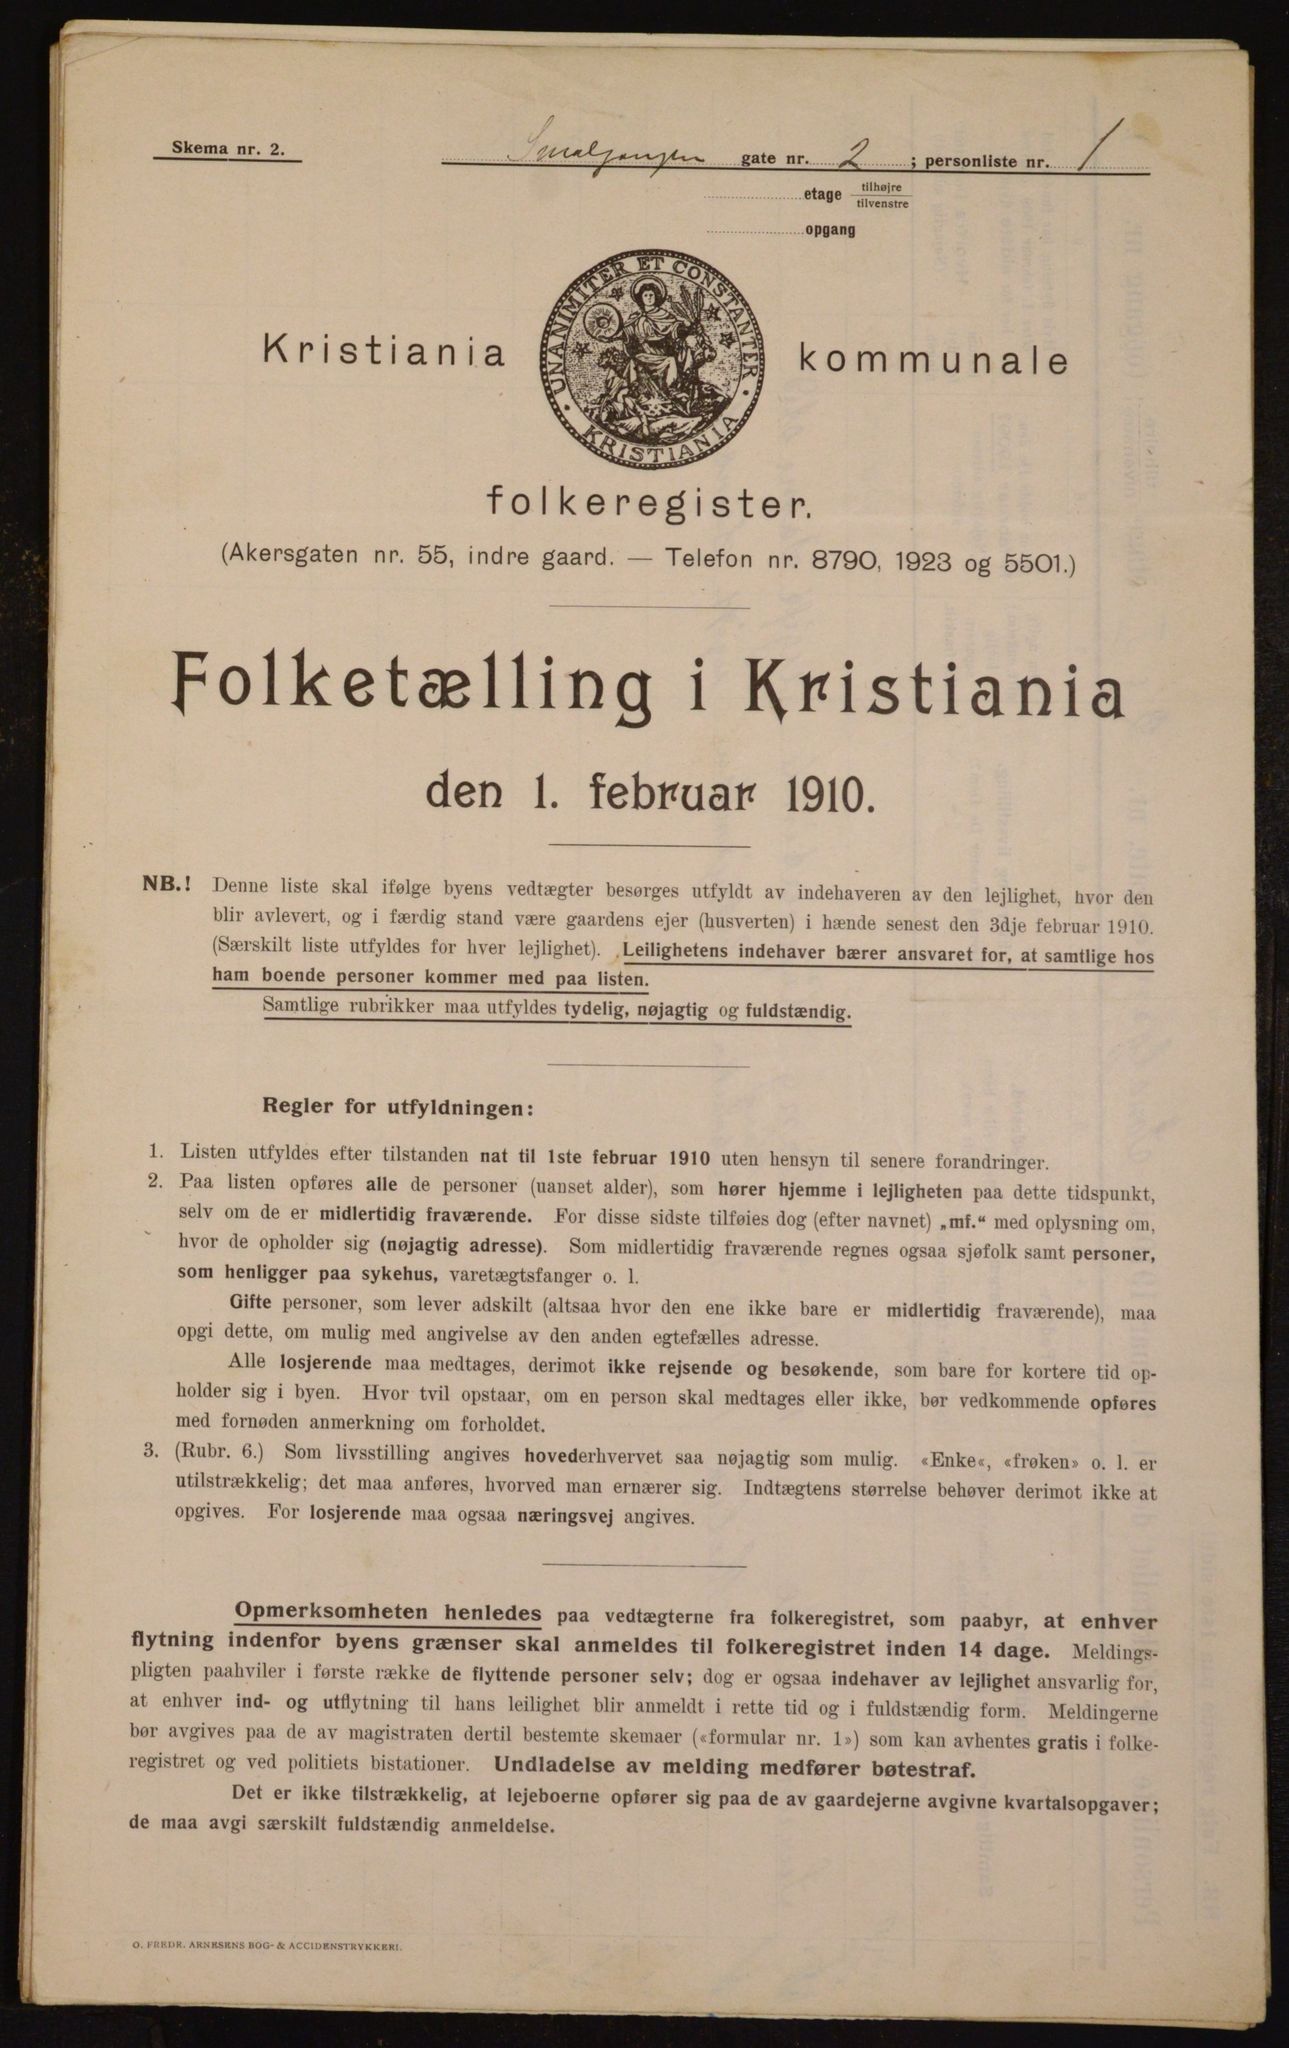 Skema nr. 2.
Smalgangen gate nr. 2 ; personliste nr. 1
etage tilhøjre
tilvenstre
opgang
UNANIMITER ET CONSTANTER
KRISTIANIA
Kristiania kommunale
folkeregister.
(Akersgaten nr. 55, indre gaard. — Telefon nr. 8790, 1923 og 5501.)
Folketælling i Kristiania
den 1. februar 1910.
NB.! Denne liste skal ifølge byens vedtægter besørges utfyldt av indehaveren av den lejlighet, hvor den
blir avlevert, og i færdig stand være gaardens ejer (husverten) i hænde senest den 3dje februar 1910.
(Særskilt liste utfyldes for hver lejlighet). Leilighetens indehaver bærer ansvaret for, at samtlige hos
ham boende personer kommer med paa listen.
Samtlige rubrikker maa utfyldes tydelig, nøjagtig og fuldstændig.
Regler for utfyldningen:
1. Listen utfyldes efter tilstanden nat til 1ste februar 1910 uten hensyn til senere forandringer.
2. Paa listen opføres alle de personer (uanset alder), som hører hjemme i lejligheten paa dette tidspunkt,
selv om de er midlertidig fraværende. For disse sidste tilføies dog (efter navnet) „mf.“ med oplysning om,
hvor de opholder sig (nøjagtig adresse). Som midlertidig fraværende regnes ogsaa sjøfolk samt personer,
som henligger paa sykehus, varetægtsfanger o. l.
Gifte personer, som lever adskilt (altsaa hvor den ene ikke bare er midlertidig fraværende), maa
opgi dette, om mulig med angivelse av den anden egtefælles adresse.
Alle losjerende maa medtages, derimot ikke rejsende og besøkende, som bare for kortere tid op-
holder sig i byen. Hvor tvil opstaar, om en person skal medtages eller ikke, bør vedkommende opføres
med fornøden anmerkning om forholdet.
3. (Rubr. 6.) Som livsstilling angives hovederhvervet saa nøjagtig som mulig. «Enke«, «frøken» o. l. er
utilstrækkelig; det maa anføres, hvorved man ernærer sig. Indtægtens størrelse behøver derimot ikke at
opgives. For losjerende maa ogsaa næringsvej angives.
Opmerksomheten henledes paa vedtægterne fra folkeregistret, som paabyr, at enhver
flytning indenfor byens grænser skal anmeldes til folkeregistret inden 14 dage. Meldings-
pligten paahviler i første række de flyttende personer selv; dog er ogsaa indehaver av lejlighet ansvarlig for,
at enhver ind- og utflytning til hans leilighet blir anmeldt i rette tid og i fuldstændig form. Meldingerne
bør avgives paa de av magistraten dertil bestemte skemaer («formular nr. 1») som kan avhentes gratis i folke-
registret og ved politiets bistationer. Undladelse av melding medfører bøtestraf.
Det er ikke tilstrækkelig, at lejeboerne opfører sig paa de av gaardejerne avgivne kvartalsopgaver;
de maa avgi særskilt fuldstændig anmeldelse.
O. FREDR. ARNESENS BOG- & ACCIDENSTRYKKERI.